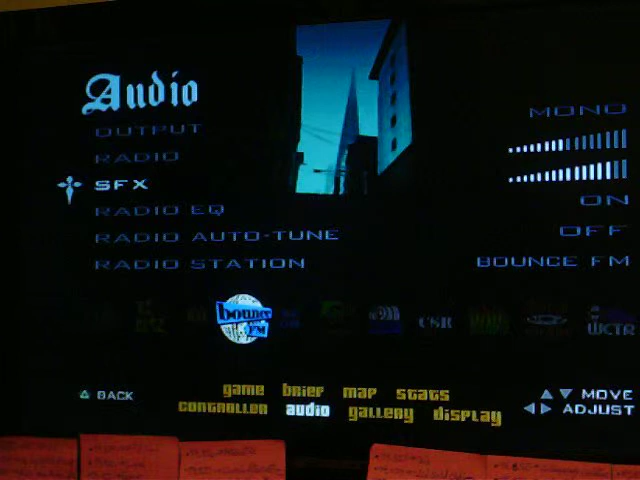 Audio
OUTPUT MONO
RADIO
SFX
RADIO EQ ON
RADIO AUTO-TUNE OFF
RADIO STATION BOUNCE FM
bounce FM CSR WCTR
BACK game brief map stats MOVE
controller audio gallery display ADJUST